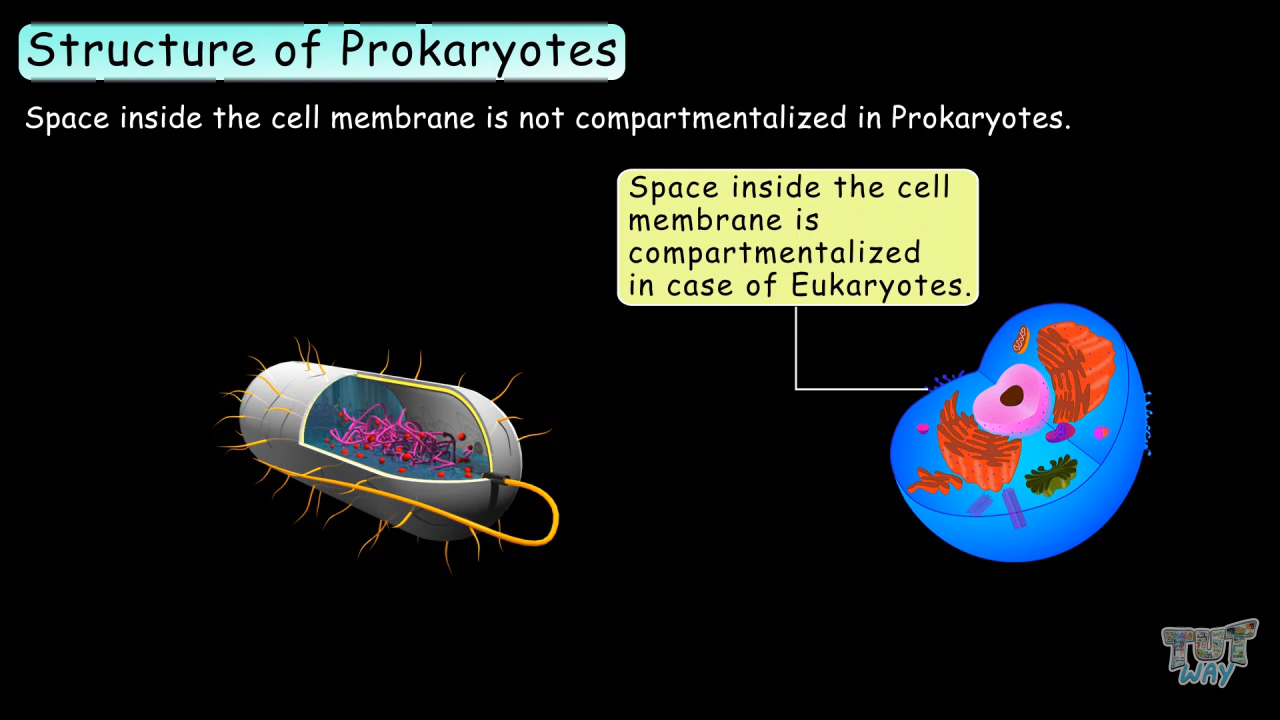 Structure of Prokaryotes
Space inside the cell membrane is not compartmentalized in Prokaryotes.
Space inside the cell
membrane is
compartmentalized
in case of Eukaryotes.
TUT
WAY